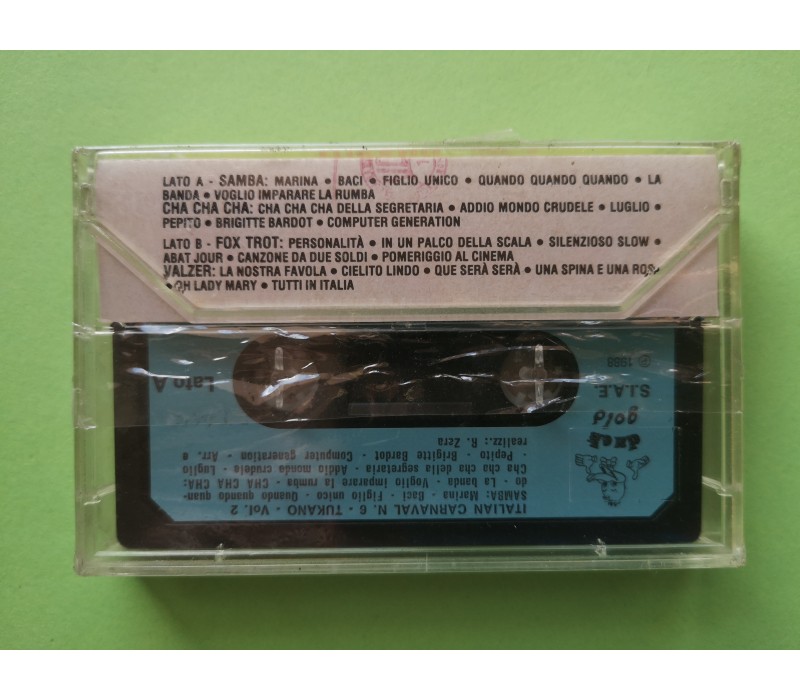 LATO A - SAMBA: MARINA • BACI • FIGLIO UNICO • QUANDO QUANDO QUANDO • LA
BANDA • VOGLIO IMPARARE LA RUMBA
CHA CHA CHA: CHA CHA CHA DELLA SEGRETARIA • ADDIO MONDO CRUDELE • LUGLIO •
PEPITO • BRIGITTE BARDOT • COMPUTER GENERATION
LATO B - FOX TROT: PERSONALITÀ • IN UN PALCO DELLA SCALA • SILENZIOSO SLOW •
ABAT JOUR • CANZONE DA DUE SOLDI • POMERIGGIO AL CINEMA
VALZER: LA NOSTRA FAVOLA • CIELITO LINDO • QUE SERÀ SERÀ • UNA SPINA E UNA ROS
• OH LADY MARY • TUTTI IN ITALIA
ITALIAN CARNAVAL N. 6 - TUKANO - Vol. 2
SAMBA: Marina - Baci - Figlio unico - Quando quando quan-
do - La banda - Voglio imparare la rumba - CHA CHA CHA:
Cha cha cha della segretaria - Addio mondo crudele - Luglio
- Pepito - Brigitte Bardot - Computer generation - Arr. e
realizz.: R. Zera
duck
gold
S.I.A.E.
Lato A
℗ 1988